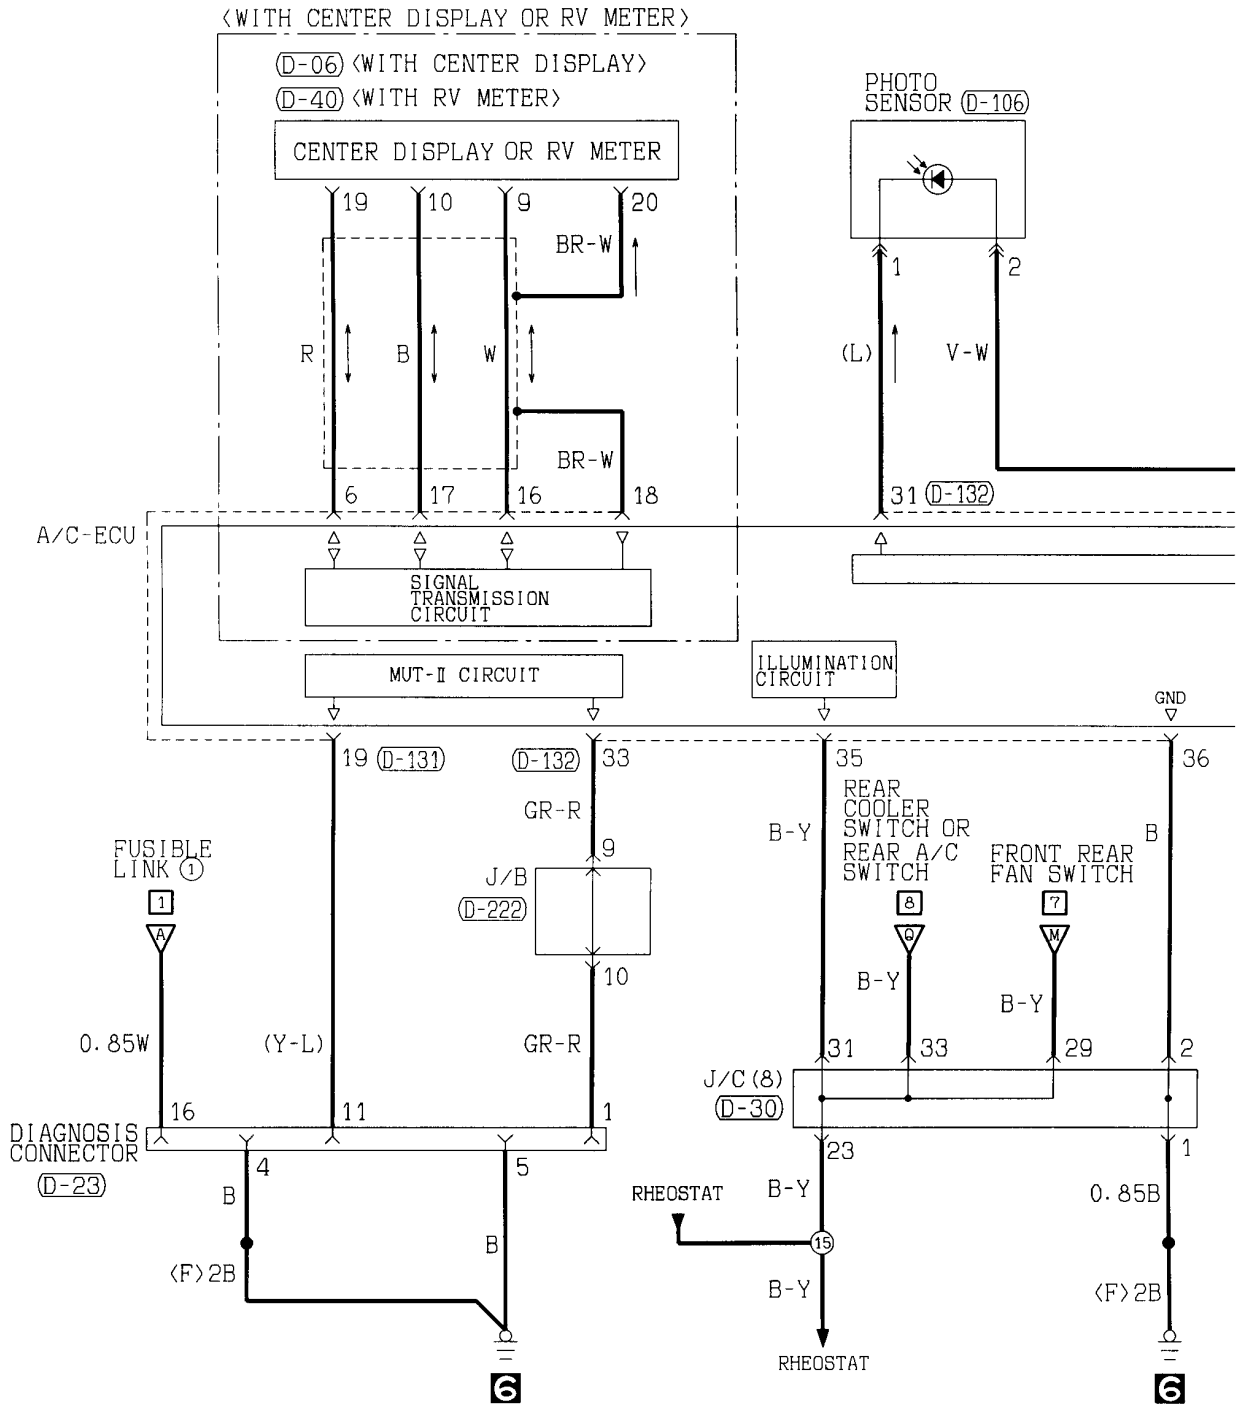 〈WITH CENTER DISPLAY OR RV METER〉
D-06 〈WITH CENTER DISPLAY〉
D-40 〈WITH RV METER〉
CENTER DISPLAY OR RV METER
PHOTO
SENSOR D-106
19 10 9 20
BR-W
1 2
R B W
(L) V-W
BR-W
6 17 16 18
31 D-132
A/C-ECU
SIGNAL
TRANSMISSION
CIRCUIT
MUT-Ⅱ CIRCUIT
ILLUMINATION
CIRCUIT
GND
19 D-131
D-132 33
35
36
GR-R
B-Y
REAR
COOLER
SWITCH OR
REAR A/C
SWITCH
FRONT REAR
FAN SWITCH
B
FUSIBLE
LINK ①
9
J/B
D-222
1
A
8
Q
7
M
10
B-Y
B-Y
0.85W
(Y-L)
GR-R
31 33 29 2
J/C(8)
D-30
16 11 1
DIAGNOSIS
CONNECTOR
D-23
4 5
23 1
B
B
RHEOSTAT
B-Y
0.85B
15
〈F〉2B
B-Y
〈F〉2B
RHEOSTAT
6
6